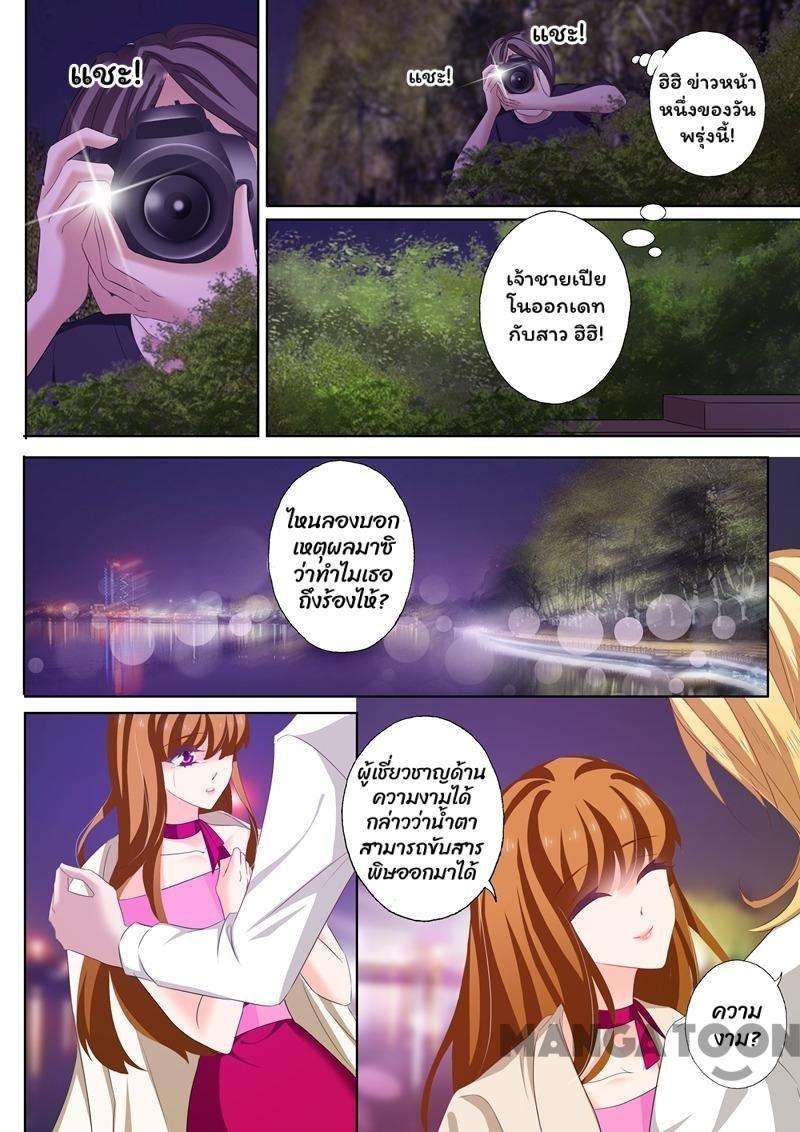 แชะ!
แชะ!
แชะ!
ฮิฮิ ข่าวหน้า
หนึ่งของวัน
พรุ่งนี้!
เจ้าชายเปีย
โนออกเดท
กับสาว ฮิฮิ!
ไหนลองบอก
เหตุผลมาซิ
ว่าทำไมเธอ
ถึงร้องไห้?
ผู้เชี่ยวชาญด้าน
ความงามได้
กล่าวว่าน้ำตา
สามารถขับสาร
พิษออกมาได้
ความ
งาม?
MANGATOON